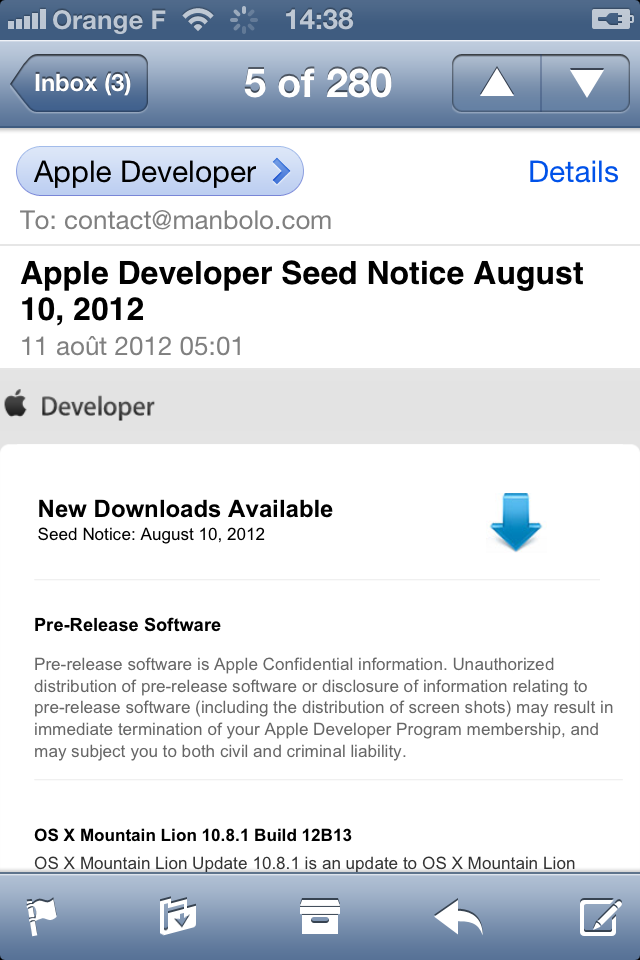 Orange F 14:38
Inbox (3) 5 of 280
Apple Developer Details
To: contact@manbolo.com
Apple Developer Seed Notice August
10, 2012
11 août 2012 05:01
Developer
New Downloads Available
Seed Notice: August 10, 2012
Pre-Release Software
Pre-release software is Apple Confidential information. Unauthorized
distribution of pre-release software or disclosure of information relating to
pre-release software (including the distribution of screen shots) may result in
immediate termination of your Apple Developer Program membership, and
may subject you to both civil and criminal liability.
OS X Mountain Lion 10.8.1 Build 12B13
OS X Mountain Lion Update 10.8.1 is an update to OS X Mountain Lion